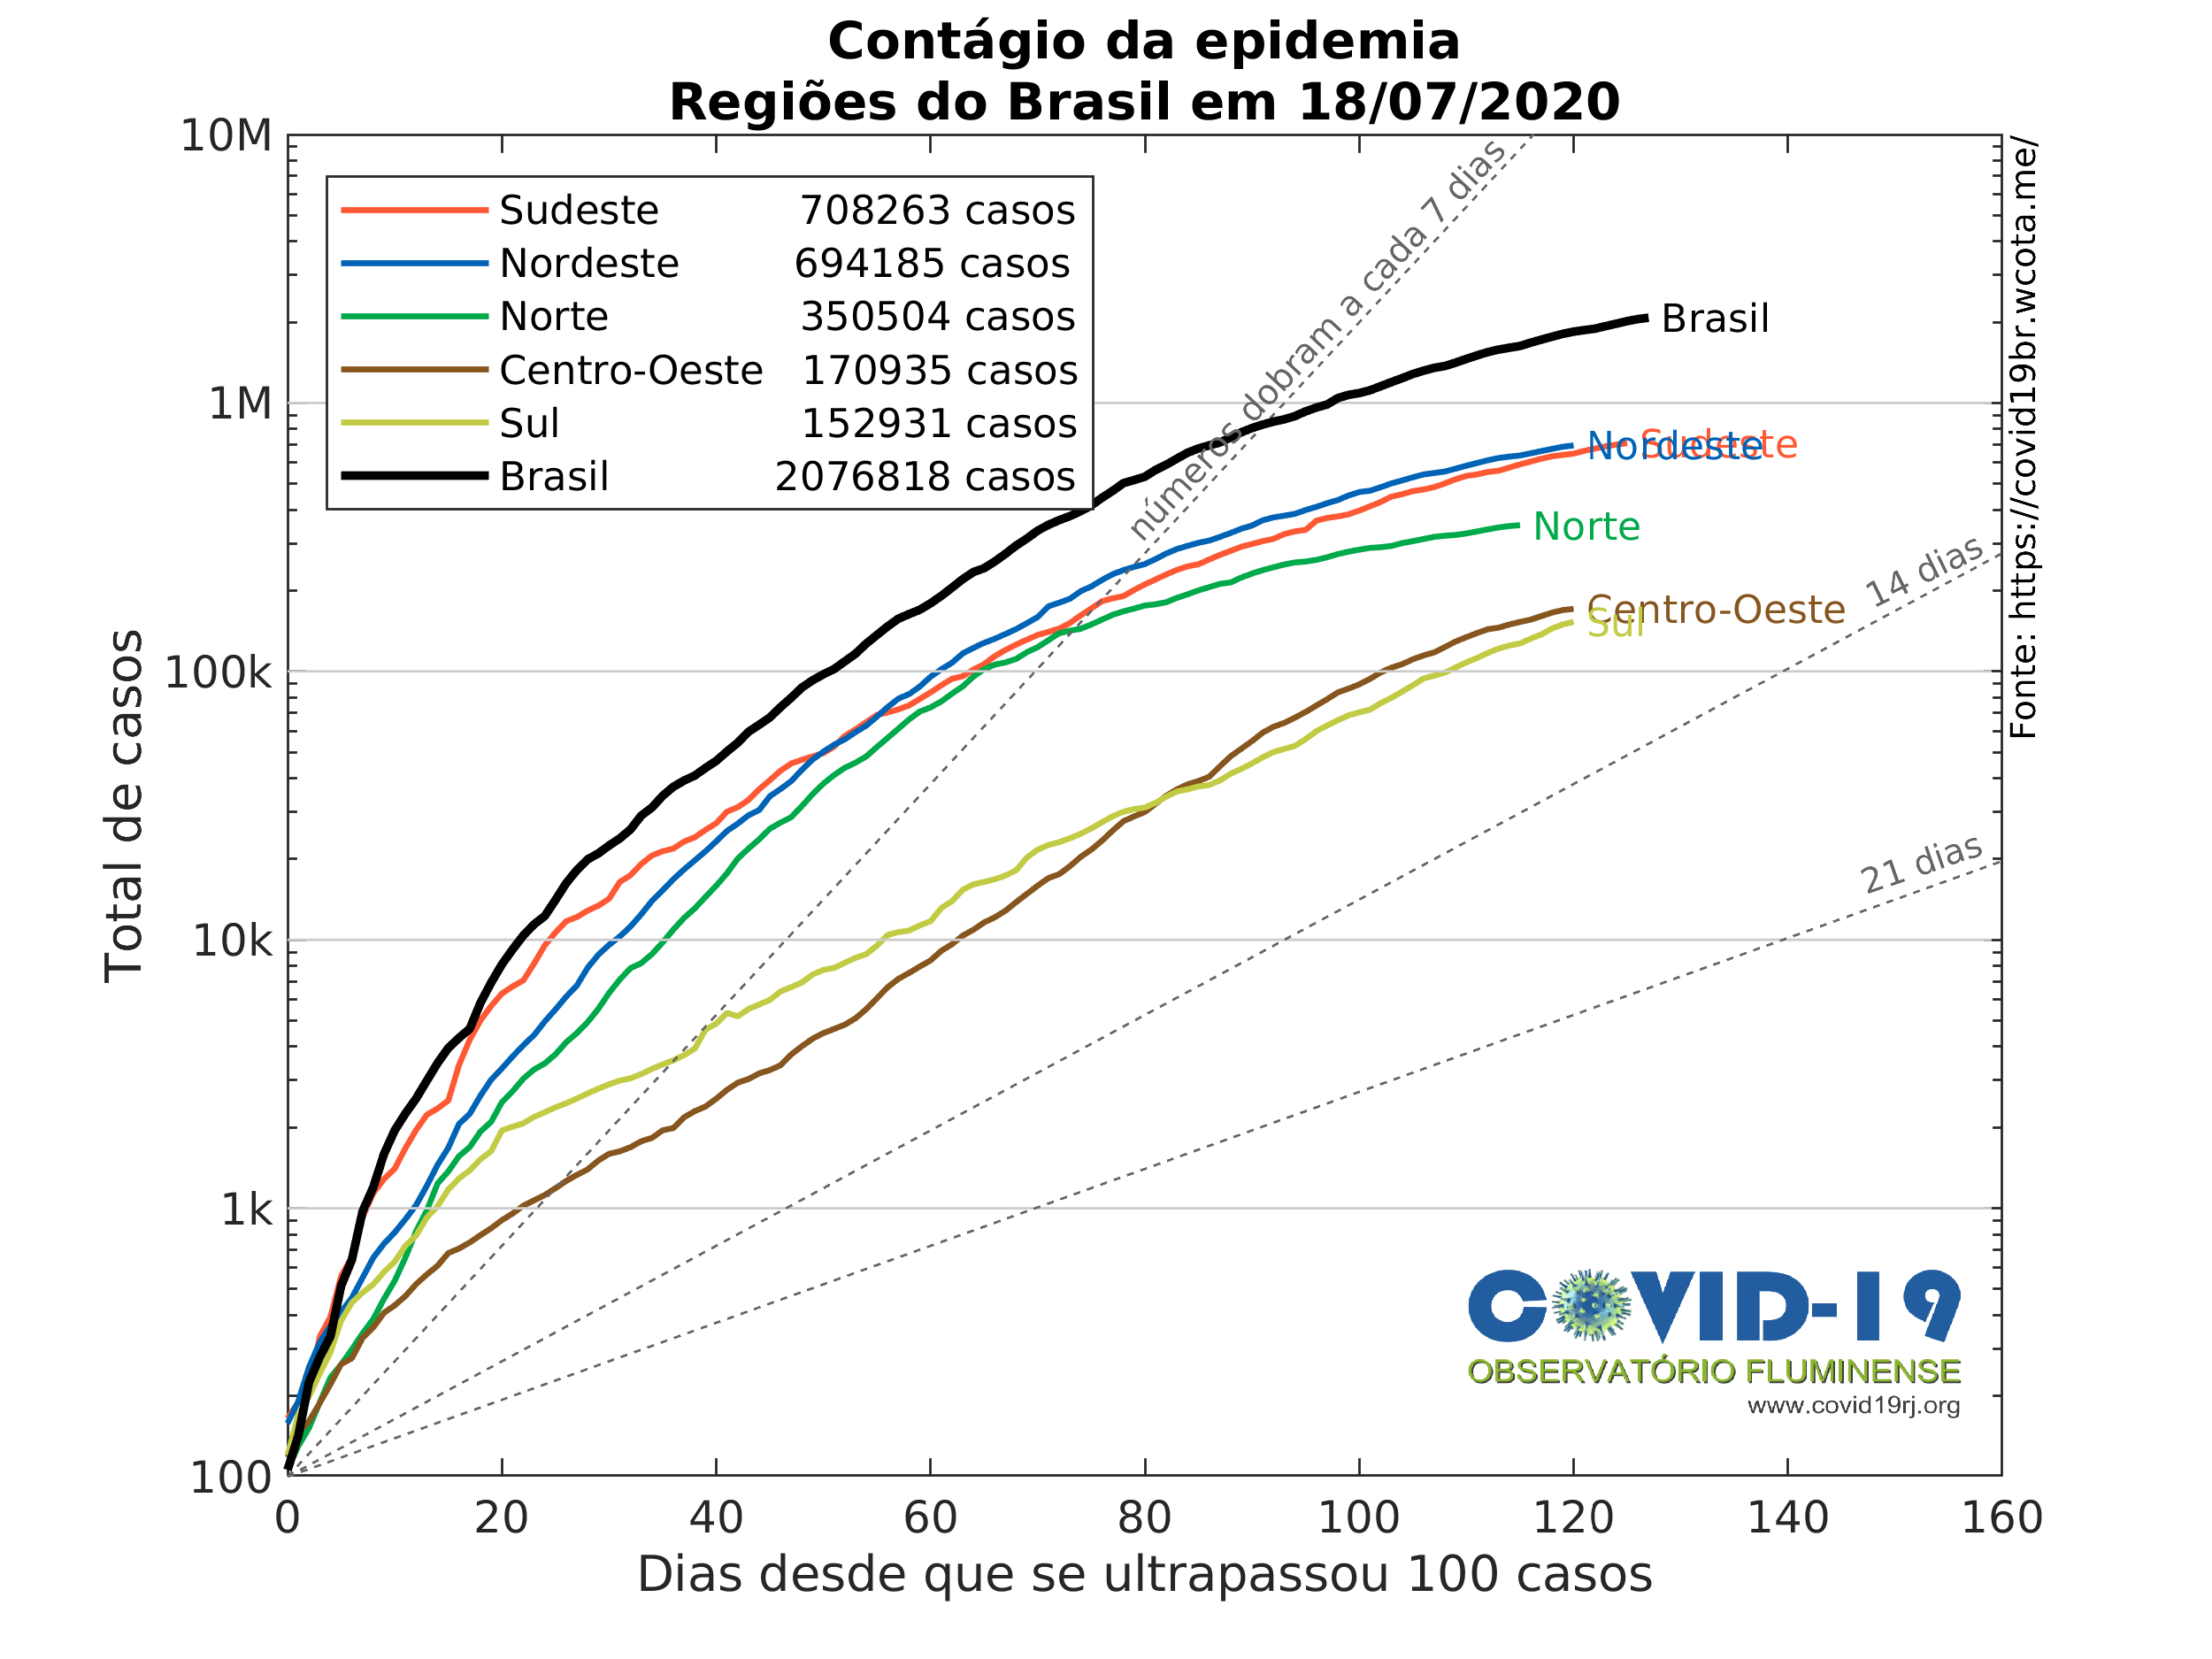 Contágio da epidemia
Regiões do Brasil em 18/07/2020
10M
1M
100k
10k
1k
100
Total de casos
Sudeste 708263 casos
Nordeste 694185 casos
Norte 350504 casos
Centro-Oeste 170935 casos
Sul 152931 casos
Brasil 2076818 casos
números dobram a cada 7 dias
14 dias
21 dias
Brasil
Nordeste
Sudeste
Norte
Centro-Oeste
Sul
Fonte: https://covid19br.wcota.me/
COVID-19
OBSERVATÓRIO FLUMINENSE
www.covid19rj.org
0 20 40 60 80 100 120 140 160
Dias desde que se ultrapassou 100 casos